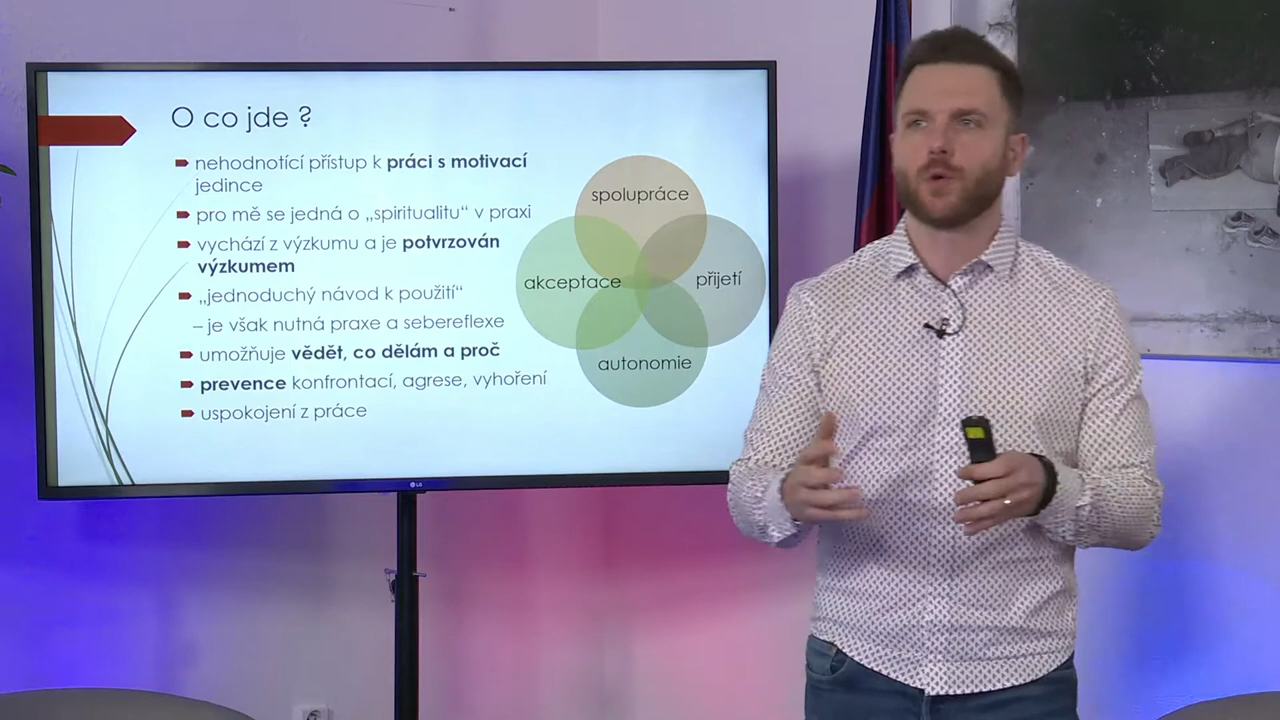 O co jde ?
nehodnotící přístup k práci s motivací
jedince
pro mě se jedná o „spiritualitu“ v praxi
vychází z výzkumu a je potvrzován
výzkumem
„jednoduchý návod k použití“
– je však nutná praxe a sebereflexe
umožňuje vědět, co dělám a proč
prevence konfrontací, agrese, vyhoření
uspokojení z práce
spolupráce
akceptace
přijetí
autonomie
LG